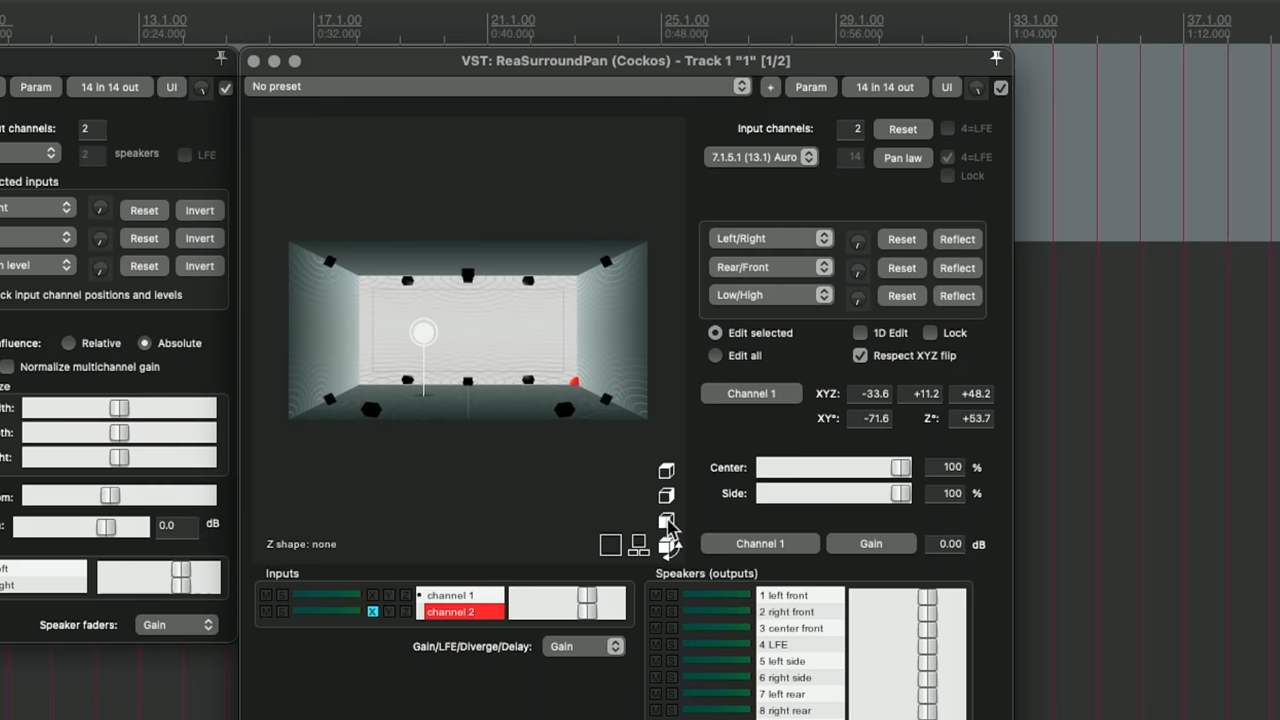 13.1.00 17.1.00 21.1.00 25.1.00 29.1.00 33.1.00 37.1.00
0:24.000 0:32.000 0:40.000 0:48.000 0:56.000 1:04.000 1:12.000
VST: ReaSurroundPan (Cockos) - Track 1 "1" [1/2]
Param 14 in 14 out UI
No preset + Param 14 in 14 out UI
t channels: 2
2 speakers LFE
cted inputs
nt Reset Invert
Reset Invert
n level Reset Invert
ck input channel positions and levels
nfluence: Relative Absolute
Normalize multichannel gain
ze
th:
th:
ht:
m:
0.0 dB
eft
ght
Speaker faders: Gain
Input channels: 2 Reset 4=LFE
7.1.5.1 (13.1) Auro 14 Pan law 4=LFE
Lock
Left/Right Reset Reflect
Rear/Front Reset Reflect
Low/High Reset Reflect
Edit selected 1D Edit Lock
Edit all Respect XYZ flip
Channel 1 XYZ: -33.6 +11.2 +48.2
XY°: -71.6 Z°: +53.7
Center: 100 %
Side: 100 %
Z shape: none
Channel 1 Gain 0.00 dB
Inputs
M S X Y Z channel 1
M S X Y Z channel 2
Gain/LFE/Diverge/Delay: Gain
Speakers (outputs)
M S 1 left front
M S 2 right front
M S 3 center front
M S 4 LFE
M S 5 left side
M S 6 right side
M S 7 left rear
M S 8 right rear